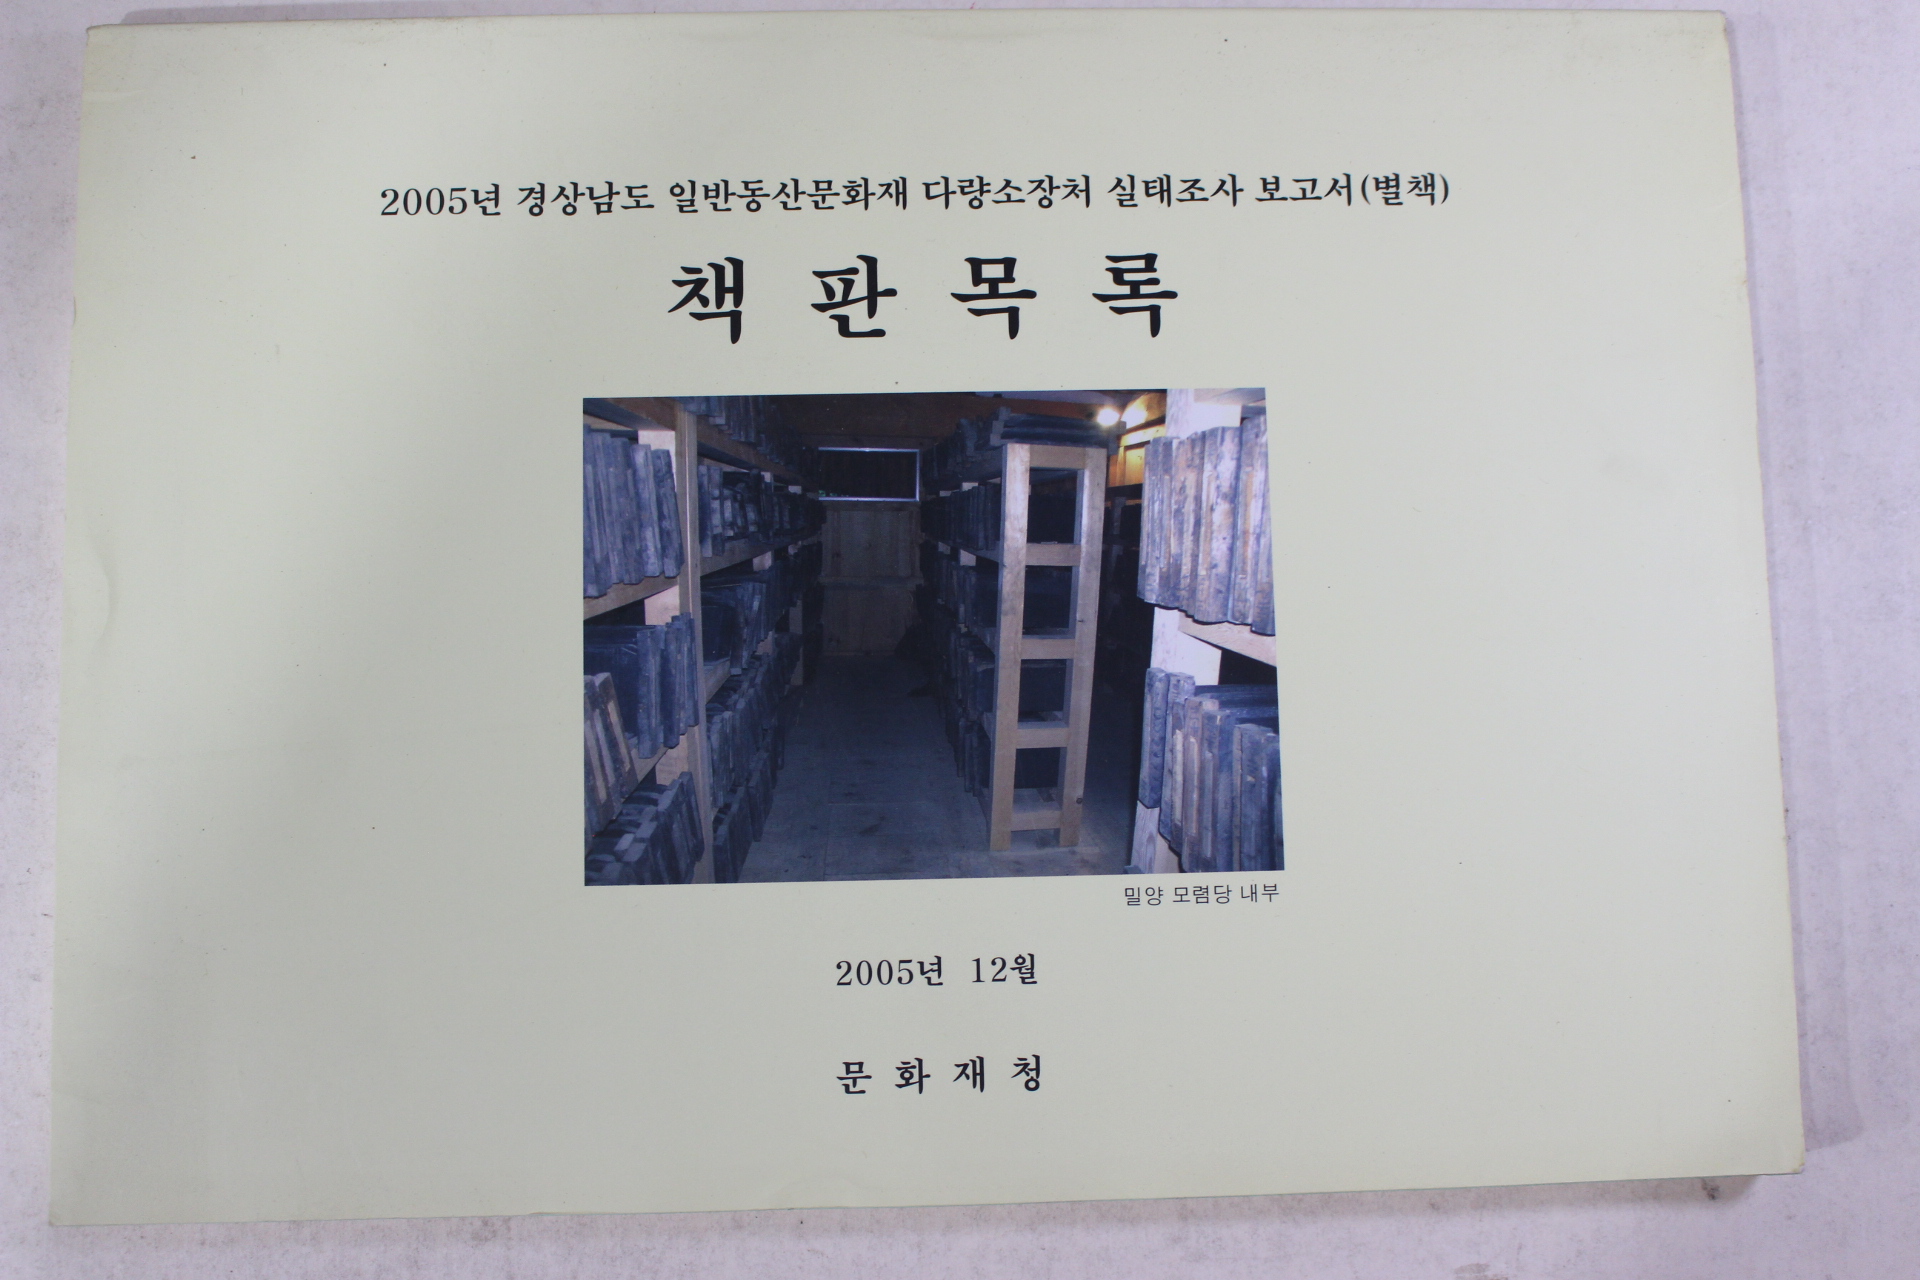 2005년 경상남도 일반동산문화재 다량소장처 실태조사 보고서(별책)
책 판 목 록
밀양 모렴당 내부
2005년 12월
문 화 재 청